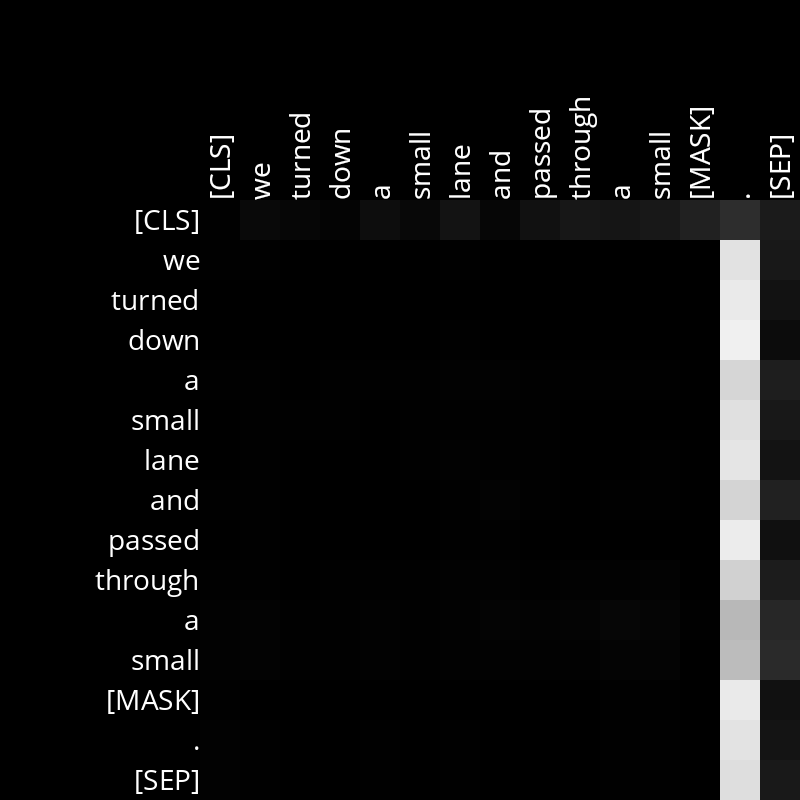 [CLS] we turned down a small lane and passed through a small [MASK] . [SEP]
[CLS]
we
turned
down
a
small
lane
and
passed
through
a
small
[MASK]
.
[SEP]